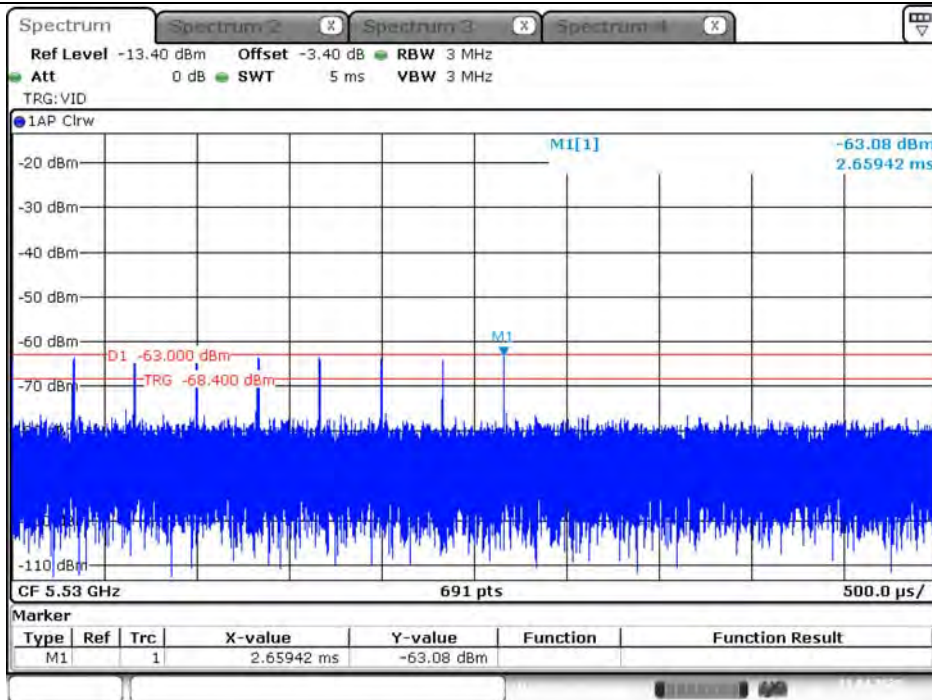 Spectrum Spectrum 2 X Spectrum 3 X Spectrum 4 X
Ref Level -13.40 dBm Offset -3.40 dB RBW 3 MHz
Att 0 dB SWT 5 ms VBW 3 MHz
TRG:VID
1AP Clrw
M1[1] -63.08 dBm
2.65942 ms
-20 dBm
-30 dBm
-40 dBm
-50 dBm
-60 dBm
M1
D1 -63.000 dBm
TRG -68.400 dBm
-70 dBm
-110 dBm
CF 5.53 GHz 691 pts 500.0 µs/
Marker
Type Ref Trc X-value Y-value Function Function Result
M1 1 2.65942 ms -63.08 dBm